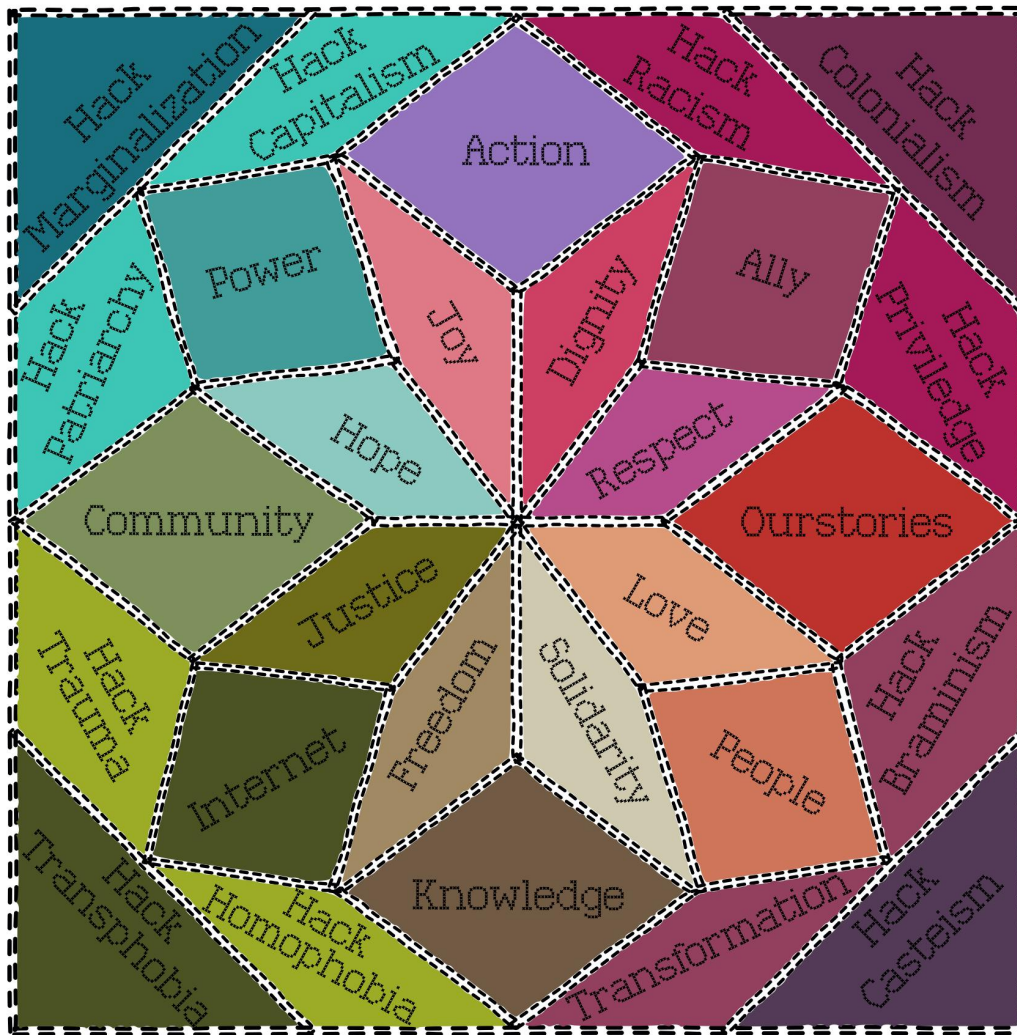 Hack
Marginalization
Hack
Capitalism
Action
Hack
Racism
Hack
Colonialism
Power
Joy
Dignity
Ally
Hack
Patriarchy
Hack
Priviledge
Hope
Respect
Community
Ourstories
Justice
Love
Hack
Trauma
Freedom
Solidarity
Hack
Braminism
Internet
People
Hack
Transphobia
Hack
Homophobia
Knowledge
Transformation
Hack
Casteism